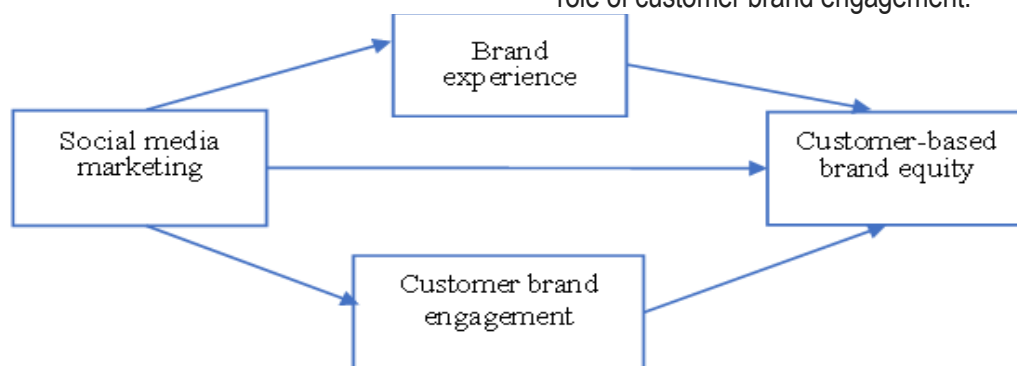 role of customer brand engagement.
Brand
experience
Social media
marketing
Customer-based
brand equity
Customer brand
engagement